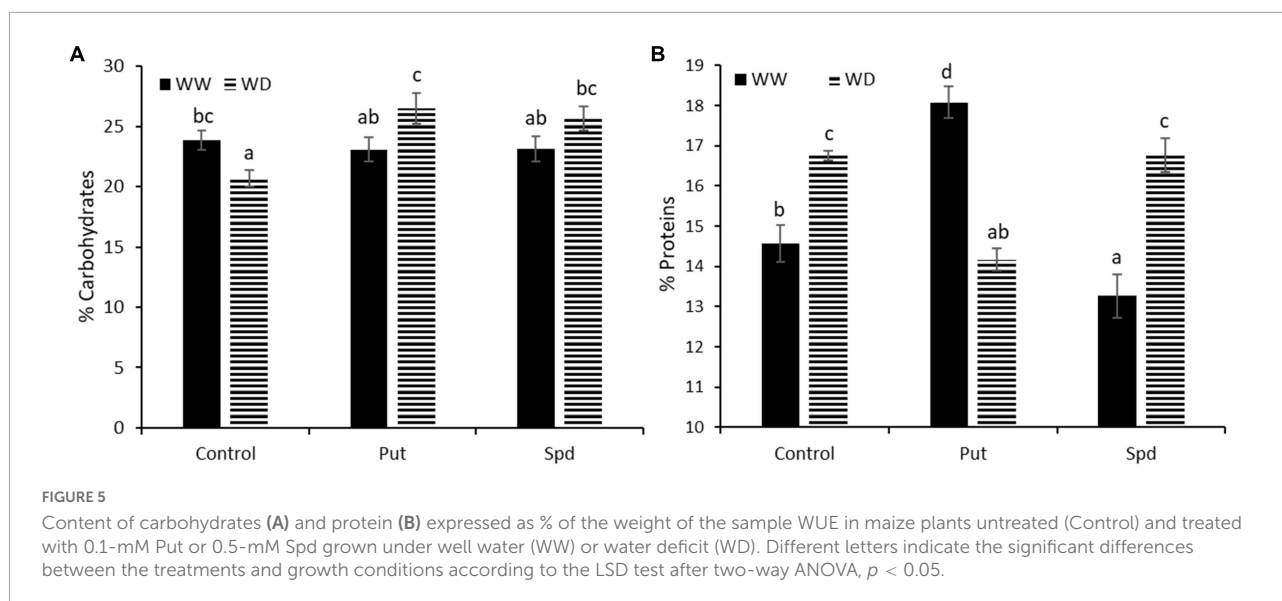 A
% Carbohydrates
30
25
20
15
10
5
0
WW WD
bc
a
ab
c
ab
bc
Control Put Spd
B
% Proteins
19
18
17
16
15
14
13
12
11
10
WW WD
b
c
d
ab
a
c
Control Put Spd
FIGURE 5
Content of carbohydrates (A) and protein (B) expressed as % of the weight of the sample WUE in maize plants untreated (Control) and treated
with 0.1-mM Put or 0.5-mM Spd grown under well water (WW) or water deficit (WD). Different letters indicate the significant differences
between the treatments and growth conditions according to the LSD test after two-way ANOVA, p < 0.05.